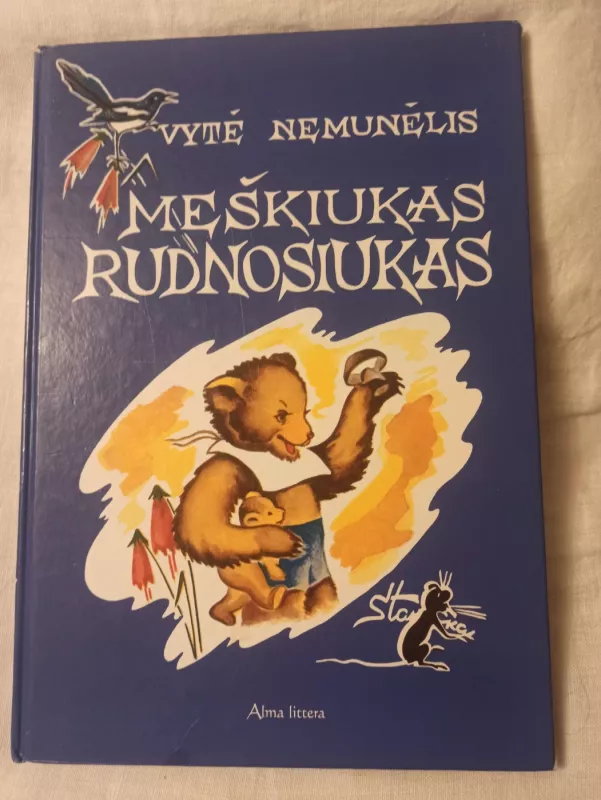 VYTĖ NEMUNĖLIS
MEŠKIUKAS
RUDNOSIUKAS
Alma littera